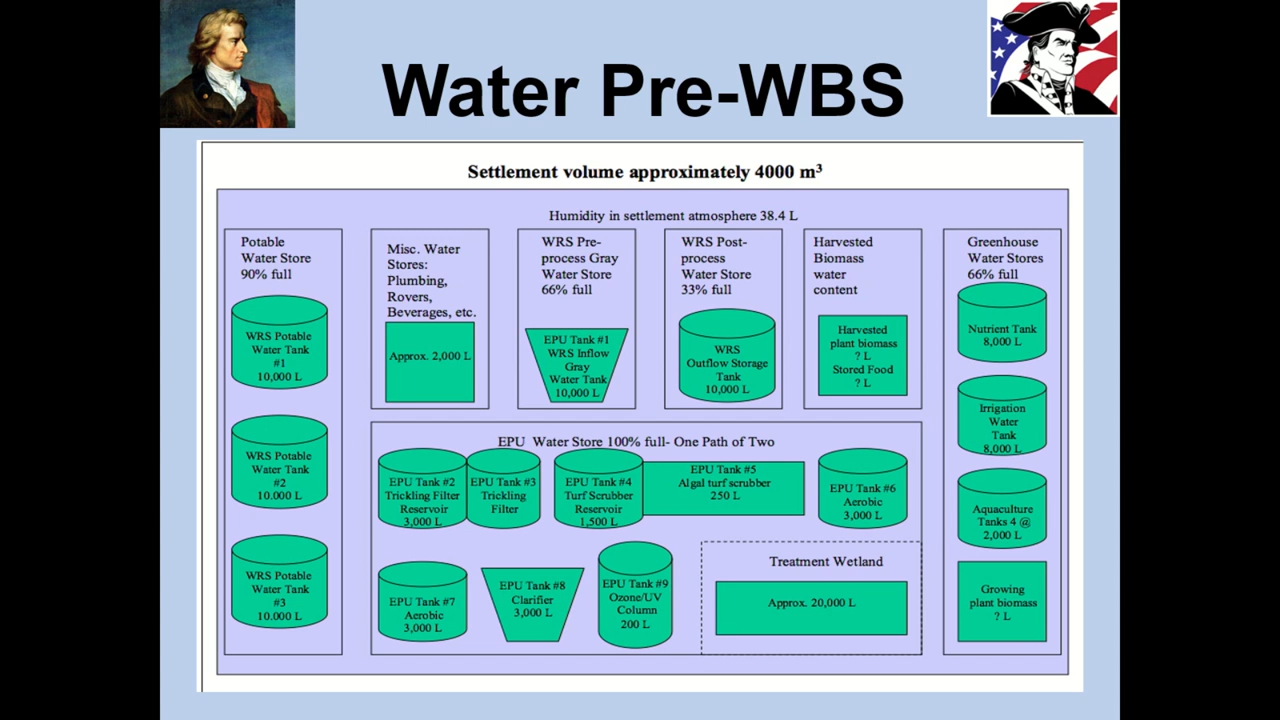 Water Pre-WBS
Settlement volume approximately 4000 m³
Humidity in settlement atmosphere 38.4 L
Potable
Water Store
90% full
WRS Potable
Water Tank
#1
10,000 L
WRS Potable
Water Tank
#2
10.000 L
WRS Potable
Water Tank
#3
10.000 L
Misc. Water
Stores:
Plumbing,
Rovers,
Beverages, etc.
Approx. 2,000 L
WRS Pre-
process Gray
Water Store
66% full
EPU Tank #1
WRS Inflow
Gray
Water Tank
10,000 L
WRS Post-
process
Water Store
33% full
WRS
Outflow Storage
Tank
10,000 L
Harvested
Biomass
water
content
Harvested
plant biomass
? L
Stored Food
? L
Greenhouse
Water Stores
66% full
Nutrient Tank
8,000 L
Irrigation
Water
Tank
8,000 L
Aquaculture
Tanks 4 @
2,000 L
Growing
plant biomass
? L
EPU Water Store 100% full- One Path of Two
EPU Tank #2
Trickling Filter
Reservoir
3,000 L
EPU Tank #3
Trickling
Filter
EPU Tank #4
Turf Scrubber
Reservoir
1,500 L
EPU Tank #5
Algal turf scrubber
250 L
EPU Tank #6
Aerobic
3,000 L
EPU Tank #7
Aerobic
3,000 L
EPU Tank #8
Clarifier
3,000 L
EPU Tank #9
Ozone/UV
Column
200 L
Treatment Wetland
Approx. 20,000 L